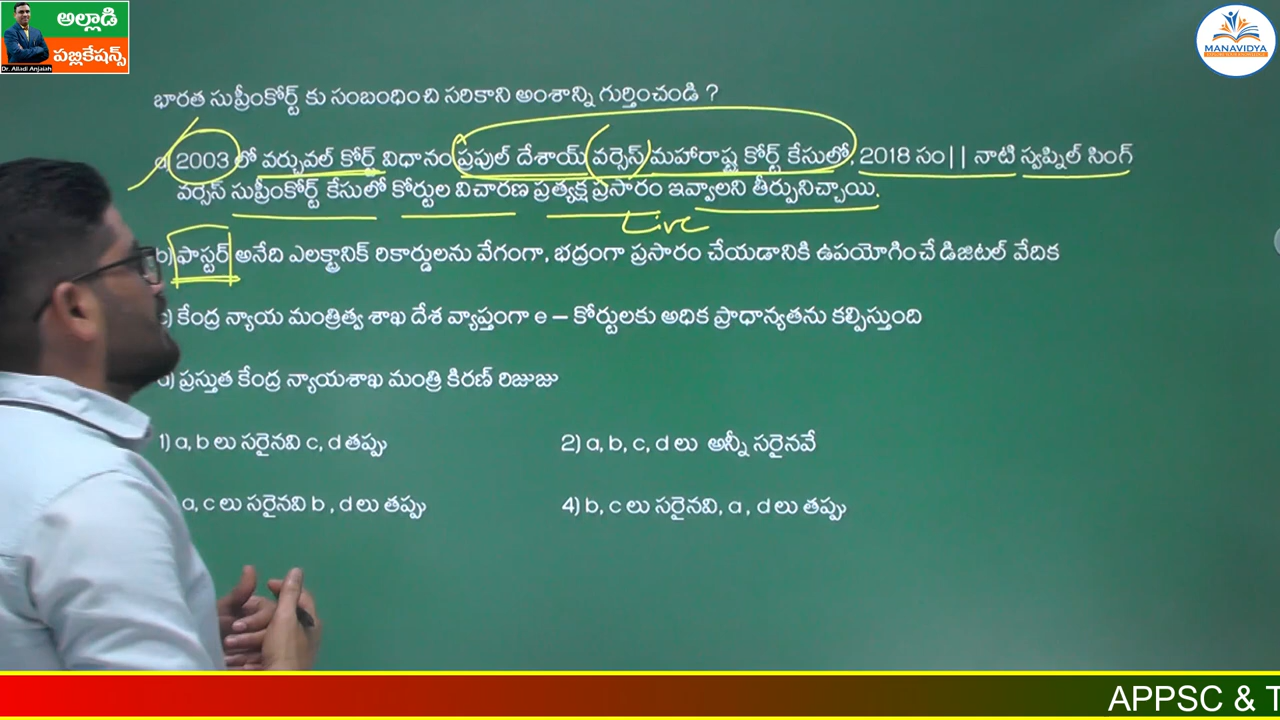 అల్లాడి
పబ్లికేషన్స్
Dr. Alladi Anjaiah
MANAVIDYA
భారత సుప్రీంకోర్ట్ కు సంబంధించి సరికాని అంశాన్ని గుర్తించండి ?
a) 2003లో వర్చువల్ కోర్ట్ విధానం ప్రఫుల్ దేశాయ్ వర్సెస్ మహారాష్ట్ర కోర్ట్ కేసులో, 2018 సం|| నాటి స్వప్నిల్ సింగ్
వర్సెస్ సుప్రీంకోర్ట్ కేసులో కోర్టుల విచారణ ప్రత్యక్ష ప్రసారం ఇవ్వాలని తీర్పునిచ్చాయి.
Live
b) ఫాస్టర్ అనేది ఎలక్ట్రానిక్ రికార్డులను వేగంగా, భద్రంగా ప్రసారం చేయడానికి ఉపయోగించే డిజిటల్ వేదిక
c) కేంద్ర న్యాయ మంత్రిత్వ శాఖ దేశ వ్యాప్తంగా e – కోర్టులకు అధిక ప్రాధాన్యతను కల్పిస్తుంది
d) ప్రస్తుత కేంద్ర న్యాయశాఖ మంత్రి కిరణ్ రిజుజు
1) a, b లు సరైనవి c, d తప్పు 2) a, b, c, d లు అన్నీ సరైనవే
a, c లు సరైనవి b , d లు తప్పు 4) b, c లు సరైనవి, a , d లు తప్పు
APPSC & T